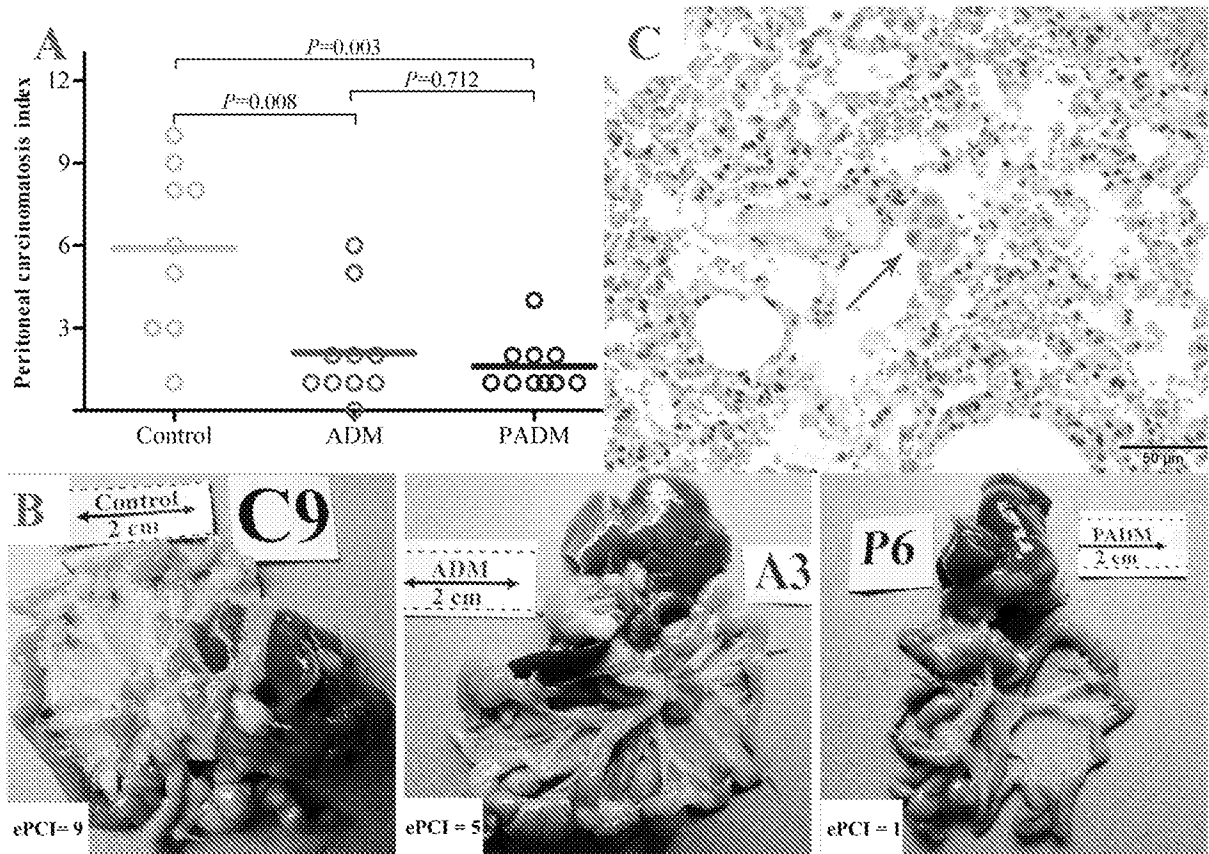 A
Peritoneal carcinomatosis index
12
9
6
3
P=0.003
P=0.712
P=0.008
Control
ADM
PADM
C
50 µm
B
Control
2 cm
C9
ePCI= 9
ADM
2 cm
A3
ePCI = 5
P6
PADM
2 cm
ePCI = 1